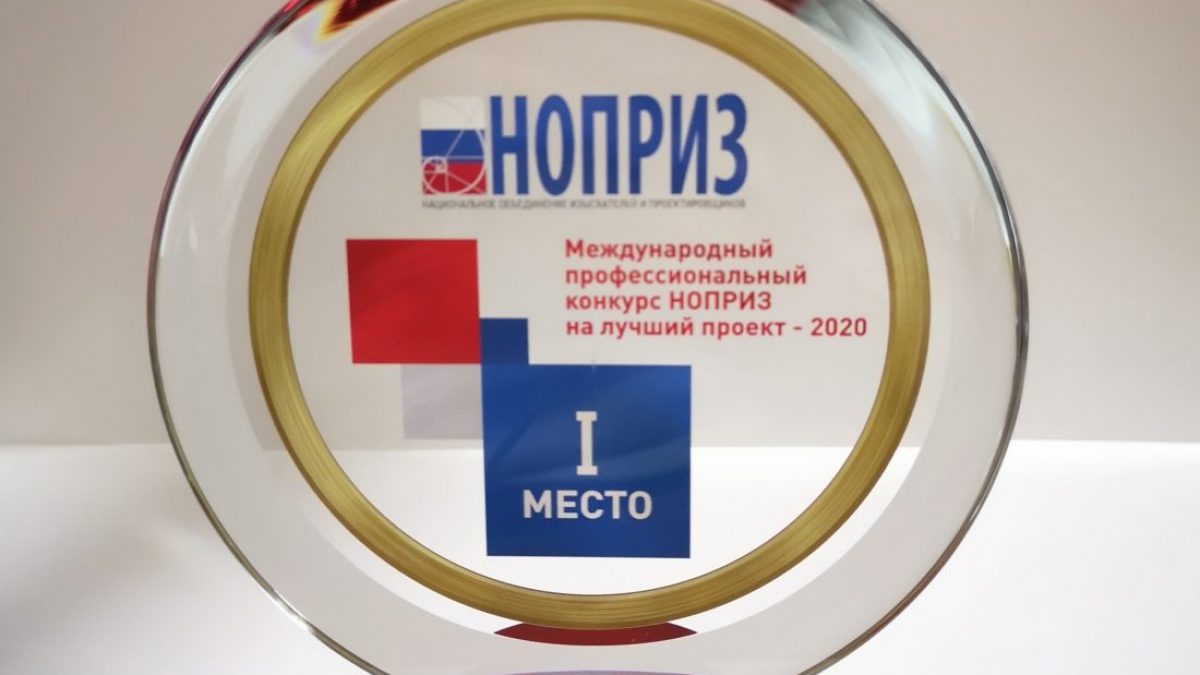 НОПРИЗ
НАЦИОНАЛЬНОЕ ОБЪЕДИНЕНИЕ ИЗЫСКАТЕЛЕЙ И ПРОЕКТИРОВЩИКОВ
Международный
профессиональный
конкурс НОПРИЗ
на лучший проект - 2020
I
МЕСТО